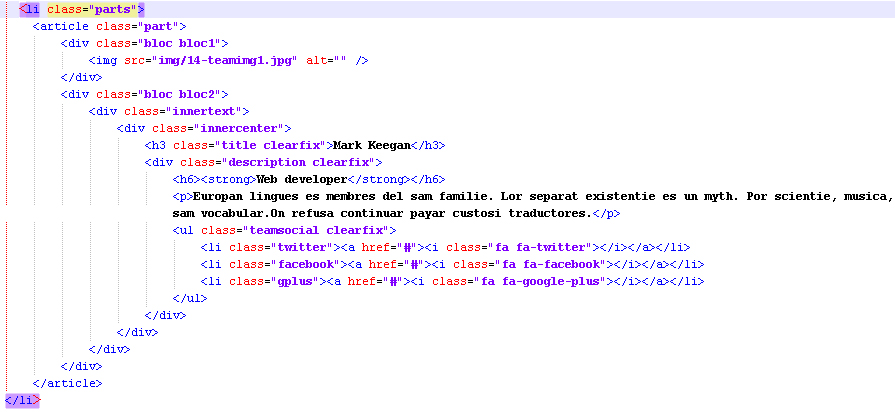 <li class="parts">
<article class="part">
<div class="bloc bloc1">
<img src="img/14-teamimg1.jpg" alt="" />
</div>
<div class="bloc bloc2">
<div class="innertext">
<div class="innercenter">
<h3 class="title clearfix">Mark Keegan</h3>
<div class="description clearfix">
<h6><strong>Web developer</strong></h6>
<p>Europan lingues es membres del sam familie. Lor separat existentie es un myth. Por scientie, musica,
sam vocabular.On refusa continuar payar custosi traductores.</p>
<ul class="teamsocial clearfix">
<li class="twitter"><a href="#"><i class="fa fa-twitter"></i></a></li>
<li class="facebook"><a href="#"><i class="fa fa-facebook"></i></a></li>
<li class="gplus"><a href="#"><i class="fa fa-google-plus"></i></a></li>
</ul>
</div>
</div>
</div>
</div>
</article>
</li>